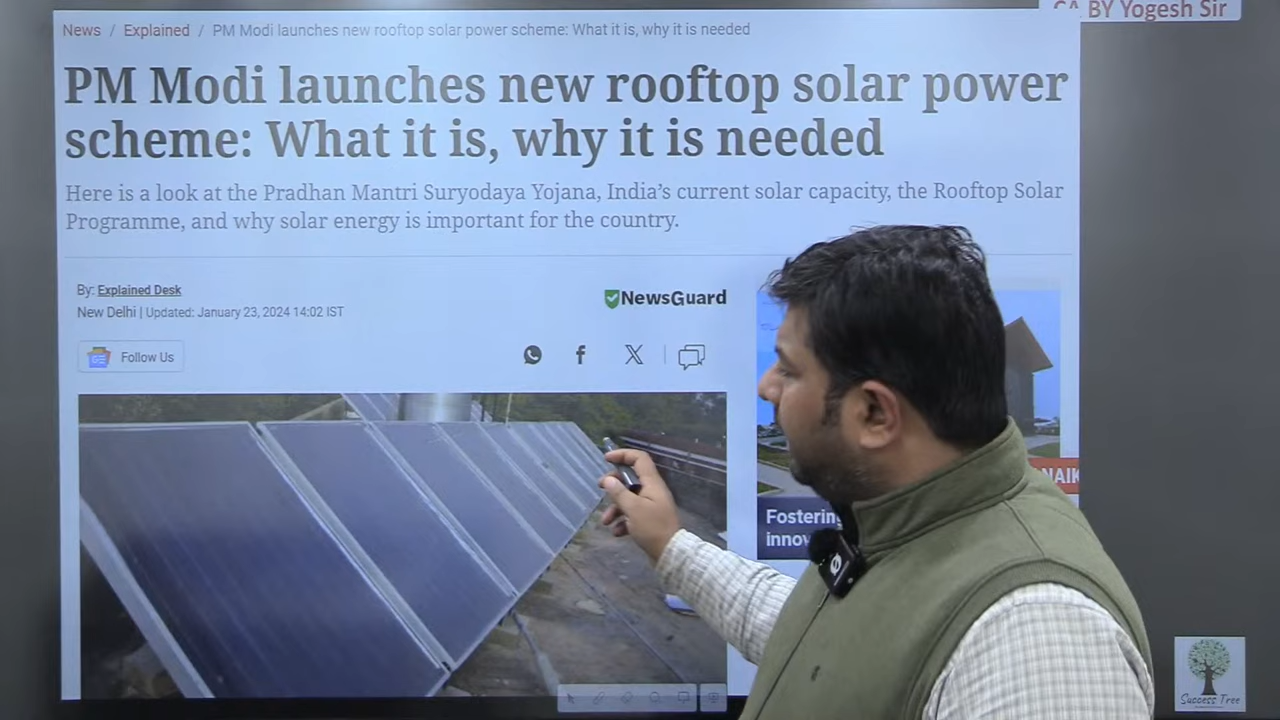 CA BY Yogesh Sir
News / Explained / PM Modi launches new rooftop solar power scheme: What it is, why it is needed
PM Modi launches new rooftop solar power
scheme: What it is, why it is needed
Here is a look at the Pradhan Mantri Suryodaya Yojana, India's current solar capacity, the Rooftop Solar
Programme, and why solar energy is important for the country.
By: Explained Desk
NewsGuard
New Delhi | Updated: January 23, 2024 14:02 IST
GE Follow Us
NAIK
Fostering
innov
Success Tree